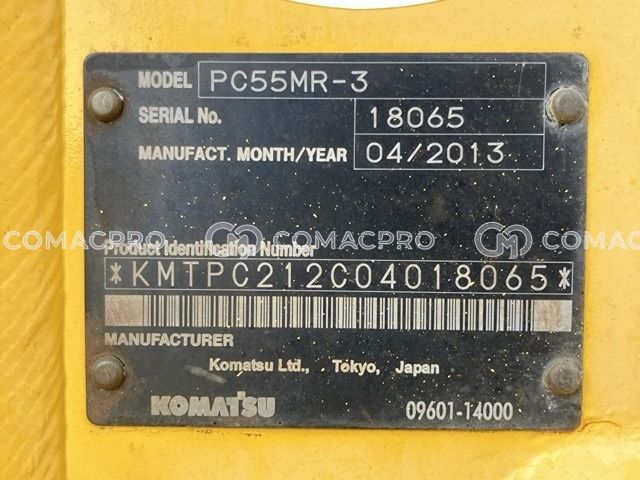 MODEL PC55MR-3
SERIAL No. 18065
MANUFACT. MONTH/YEAR 04/2013
COMACPRO COMACPRO COMACPRO
Product Identification Number
*KMTPC212C04018065*
MANUFACTURER
Komatsu Ltd., Tokyo, Japan
KOMATSU 09601-14000